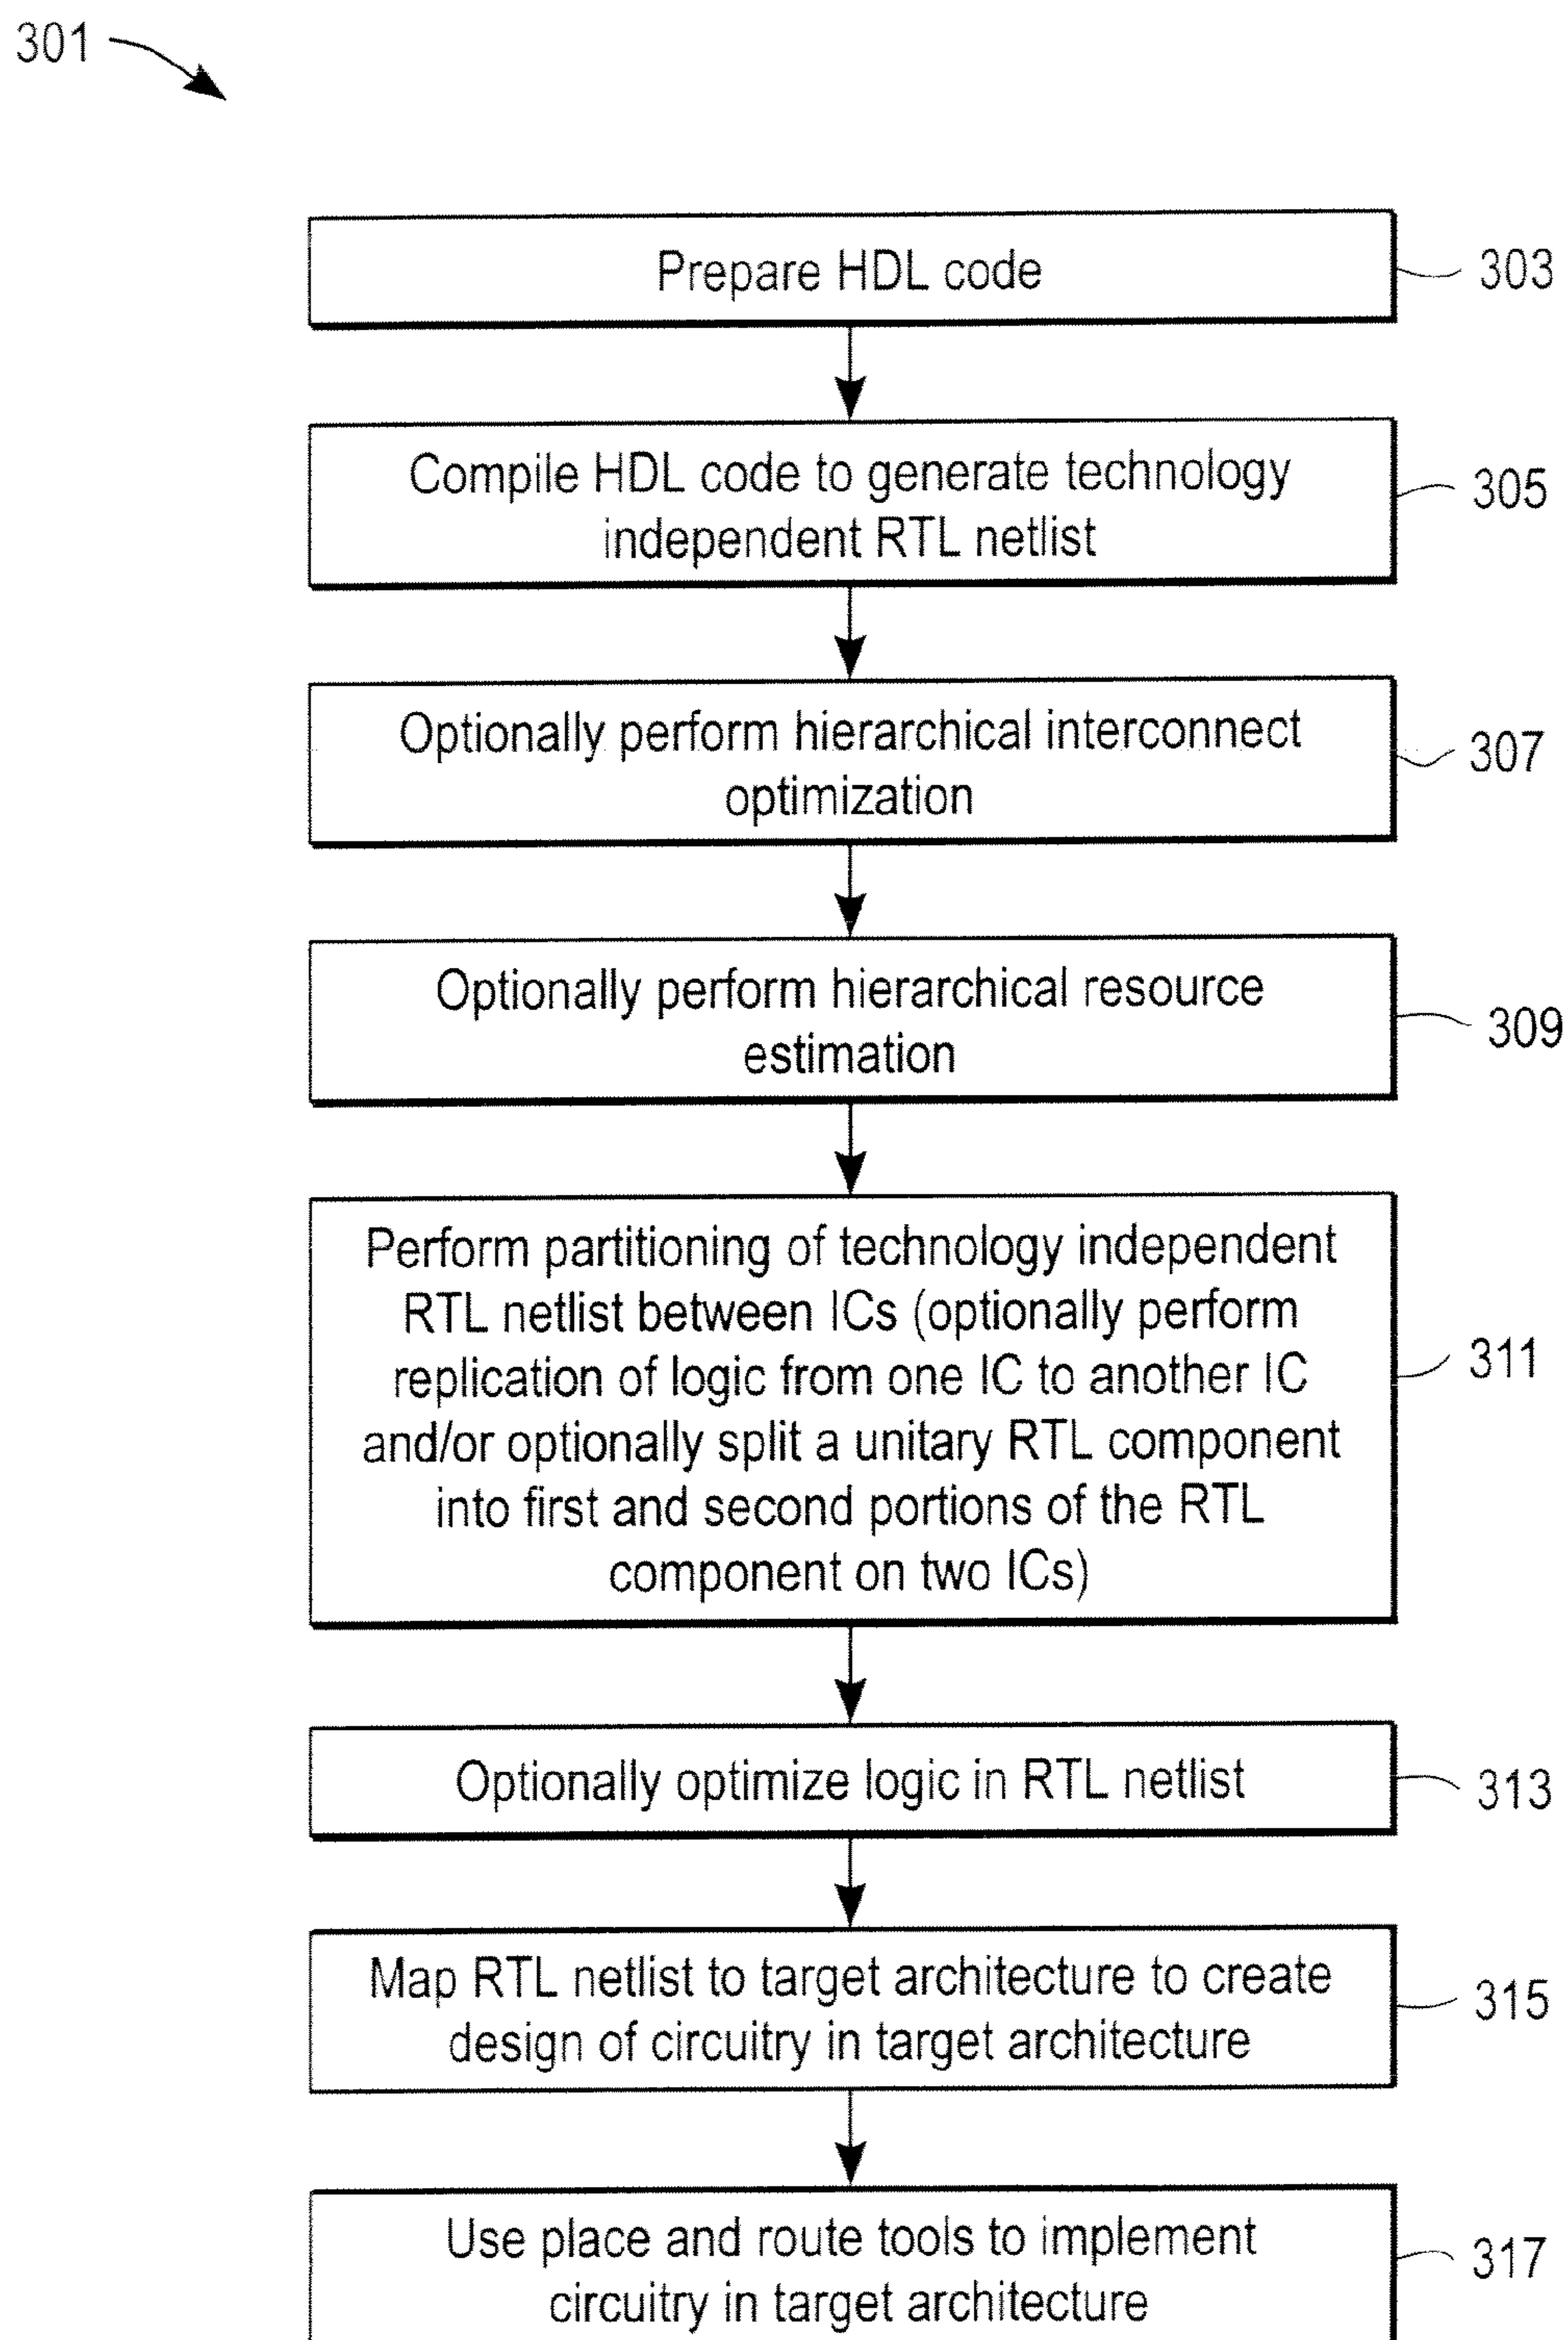 301
Prepare HDL code
303
Compile HDL code to generate technology
independent RTL netlist
305
Optionally perform hierarchical interconnect
optimization
307
Optionally perform hierarchical resource
estimation
309
Perform partitioning of technology independent
RTL netlist between ICs (optionally perform
replication of logic from one IC to another IC
and/or optionally split a unitary RTL component
into first and second portions of the RTL
component on two ICs)
311
Optionally optimize logic in RTL netlist
313
Map RTL netlist to target architecture to create
design of circuitry in target architecture
315
Use place and route tools to implement
circuitry in target architecture
317